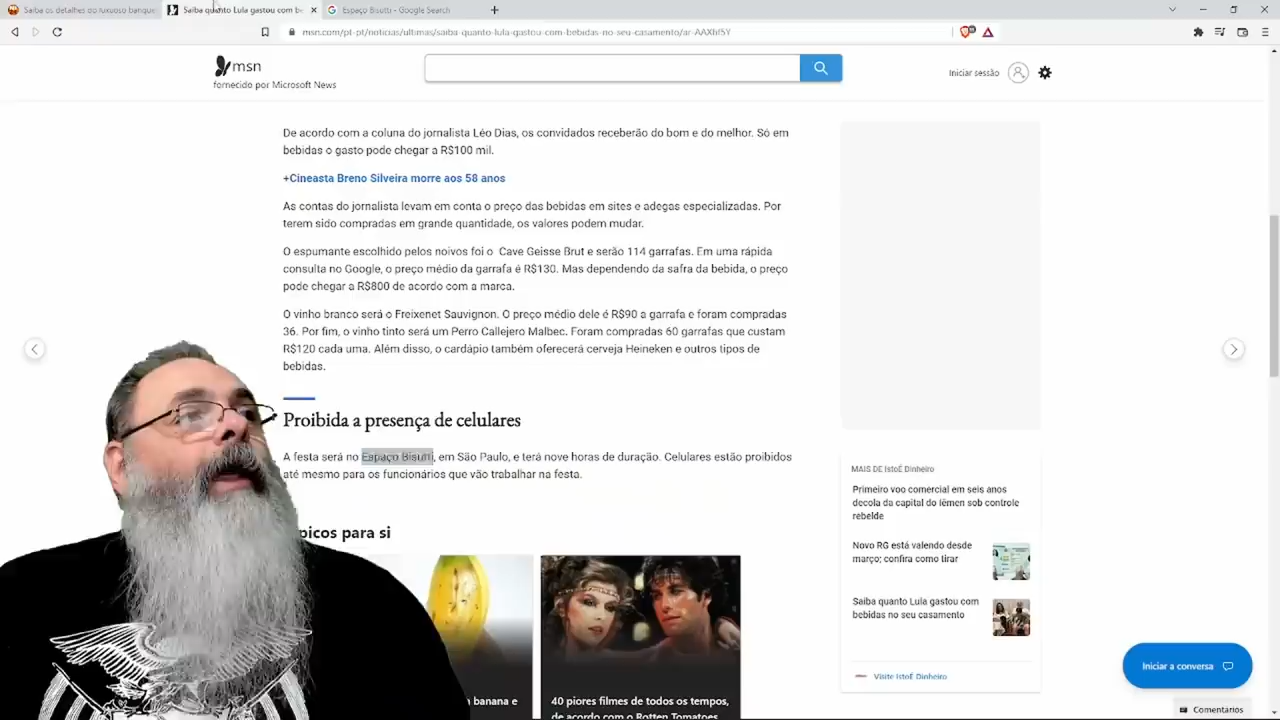 Saiba os detalhes do luxuoso banque
Saiba quanto Lula gastou com be
Espaço Bisutti - Google Search
msn.com/pt-pt/noticias/ultimas/saiba-quanto-lula-gastou-com-bebidas-no-seu-casamento/ar-AAXbf5Y
msn
fornecido por Microsoft News
Iniciar sessão
De acordo com a coluna do jornalista Léo Dias, os convidados receberão do bom e do melhor. Só em
bebidas o gasto pode chegar a R$100 mil.
+Cineasta Breno Silveira morre aos 58 anos
As contas do jornalista levam em conta o preço das bebidas em sites e adegas especializadas. Por
terem sido compradas em grande quantidade, os valores podem mudar.
O espumante escolhido pelos noivos foi o Cave Geisse Brut e serão 114 garrafas. Em uma rápida
consulta no Google, o preço médio da garrafa é R$130. Mas dependendo da safra da bebida, o preço
pode chegar a R$800 de acordo com a marca.
O vinho branco será o Freixenet Sauvignon. O preço médio dele é R$90 a garrafa e foram compradas
36. Por fim, o vinho tinto será um Perro Callejero Malbec. Foram compradas 60 garrafas que custam
R$120 cada uma. Além disso, o cardápio também oferecerá cerveja Heineken e outros tipos de
bebidas.
Proibida a presença de celulares
A festa será no Espaço Bisutti, em São Paulo, e terá nove horas de duração. Celulares estão proibidos
até mesmo para os funcionários que vão trabalhar na festa.
picos para si
banana e
40 piores filmes de todos os tempos,
de acordo com o Rotten Tomatoes
MAIS DE IstoÉ Dinheiro
Primeiro voo comercial em seis anos
decola da capital do Iêmen sob controle
rebelde
Novo RG está valendo desde
março; confira como tirar
Saiba quanto Lula gastou com
bebidas no seu casamento
Visite IstoÉ Dinheiro
Iniciar a conversa
Comentários